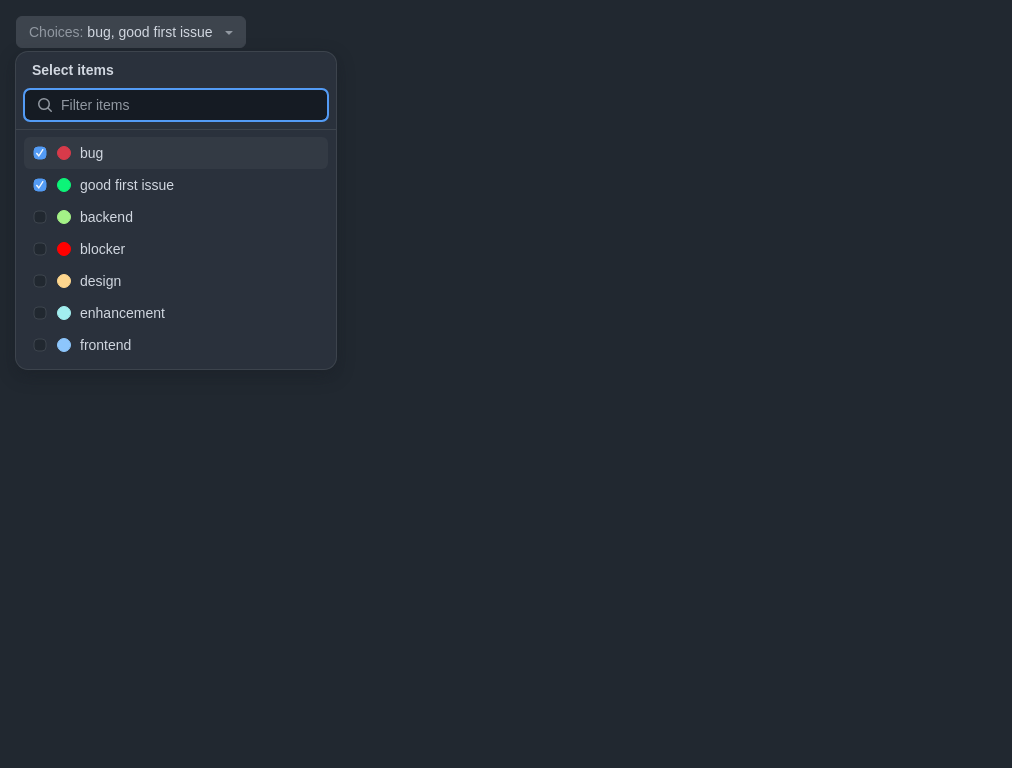 Choices: bug, good first issue
Select items
Filter items
bug
good first issue
backend
blocker
design
enhancement
frontend